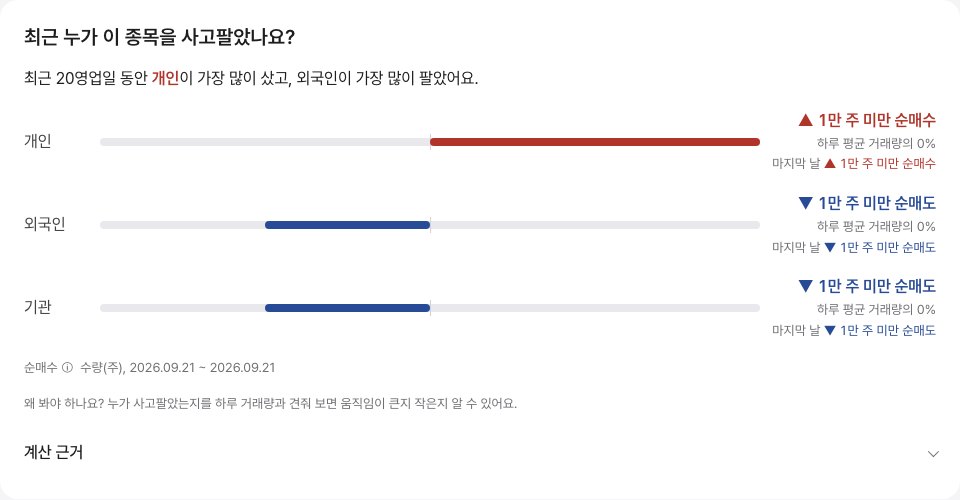 최근 누가 이 종목을 사고팔았나요?
최근 20영업일 동안 개인이 가장 많이 샀고, 외국인이 가장 많이 팔았어요.
개인
▲ 1만 주 미만 순매수
하루 평균 거래량의 0%
마지막 날 ▲ 1만 주 미만 순매수
외국인
▼ 1만 주 미만 순매도
하루 평균 거래량의 0%
마지막 날 ▼ 1만 주 미만 순매도
기관
▼ 1만 주 미만 순매도
하루 평균 거래량의 0%
마지막 날 ▼ 1만 주 미만 순매도
순매수 ⓘ 수량(주), 2026.09.21 ~ 2026.09.21
왜 봐야 하나요? 누가 사고팔았는지를 하루 거래량과 견줘 보면 움직임이 큰지 작은지 알 수 있어요.
계산 근거